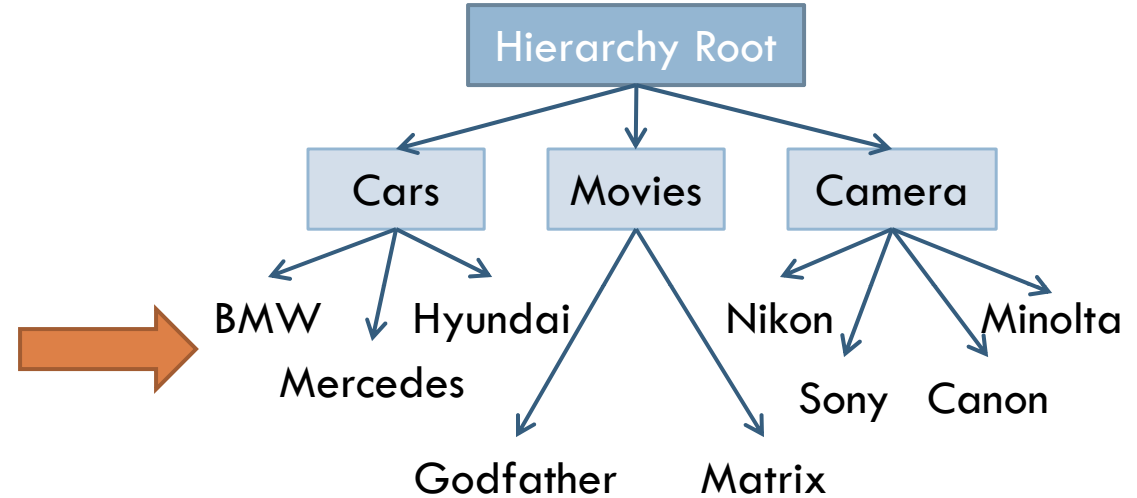 Hierarchy Root
Cars
Movies
Camera
BMW
Hyundai
Mercedes
Nikon
Minolta
Sony
Canon
Godfather
Matrix